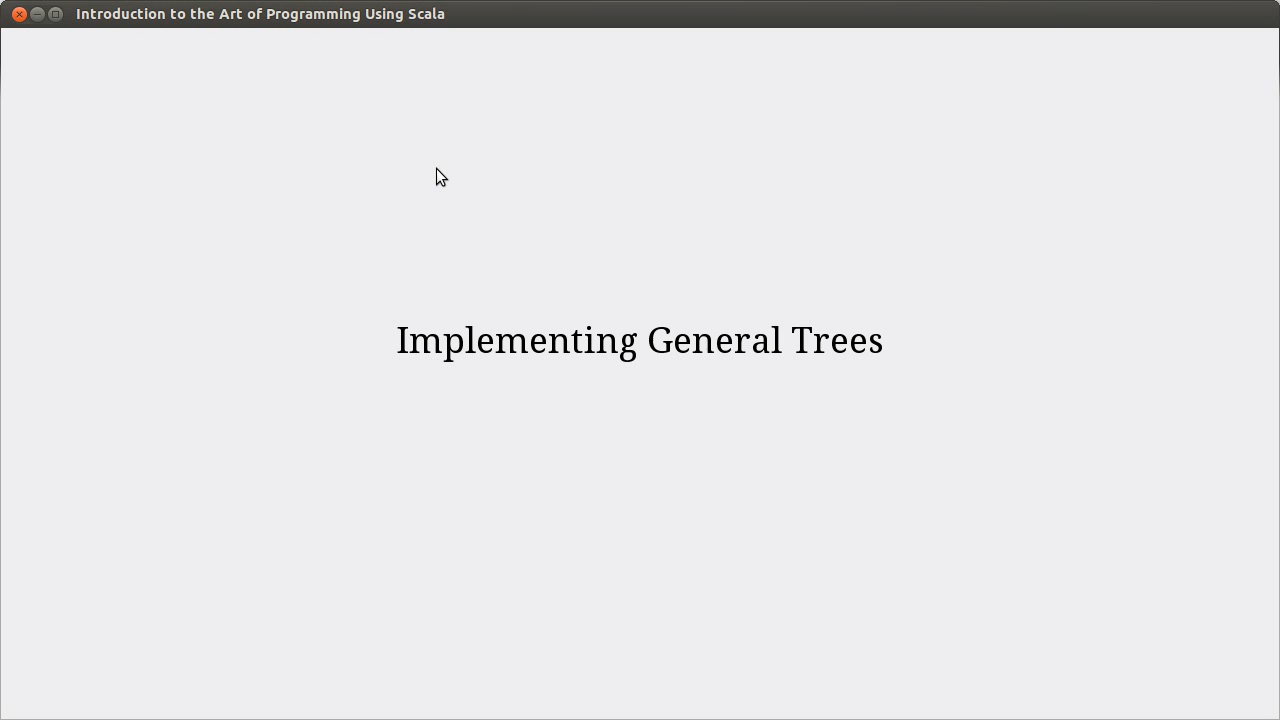 Introduction to the Art of Programming Using Scala
Implementing General Trees